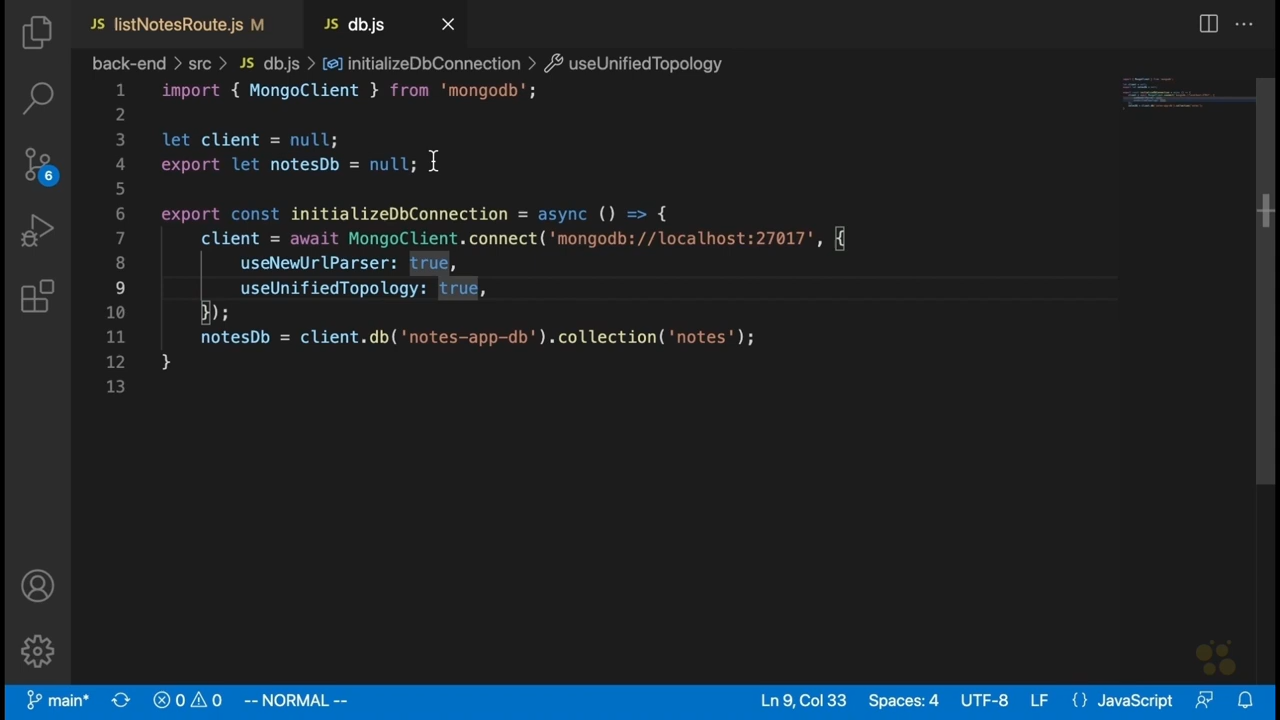 JS listNotesRoute.js M
JS db.js
back-end > src > JS db.js > initializeDbConnection > useUnifiedTopology
1 import { MongoClient } from 'mongodb';
2
3 let client = null;
4 export let notesDb = null;
5
6 export const initializeDbConnection = async () => {
7 client = await MongoClient.connect('mongodb://localhost:27017', {
8 useNewUrlParser: true,
9 useUnifiedTopology: true,
10 });
11 notesDb = client.db('notes-app-db').collection('notes');
12 }
13
6
main* 0 0 -- NORMAL -- Ln 9, Col 33 Spaces: 4 UTF-8 LF {} JavaScript